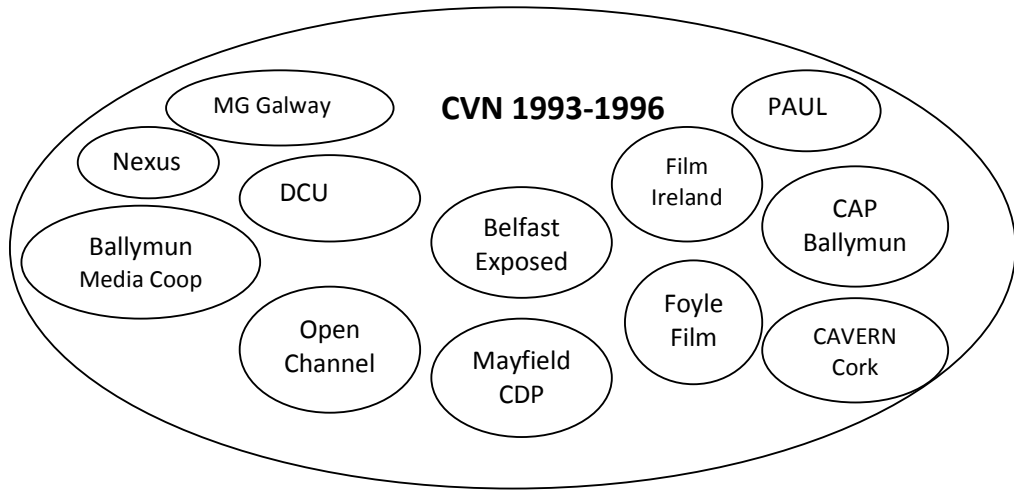 MG Galway
CVN 1993-1996
PAUL
Nexus
DCU
Film
Ireland
Ballymun
Media Coop
Belfast
Exposed
CAP
Ballymun
Open
Channel
Mayfield
CDP
Foyle
Film
CAVERN
Cork